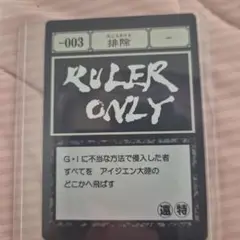 -003
排除
-
RULER
ONLY
G・Iに不当な方法で侵入した者
すべてを アイジエン大陸の
どこかへ飛ばす
遠 特